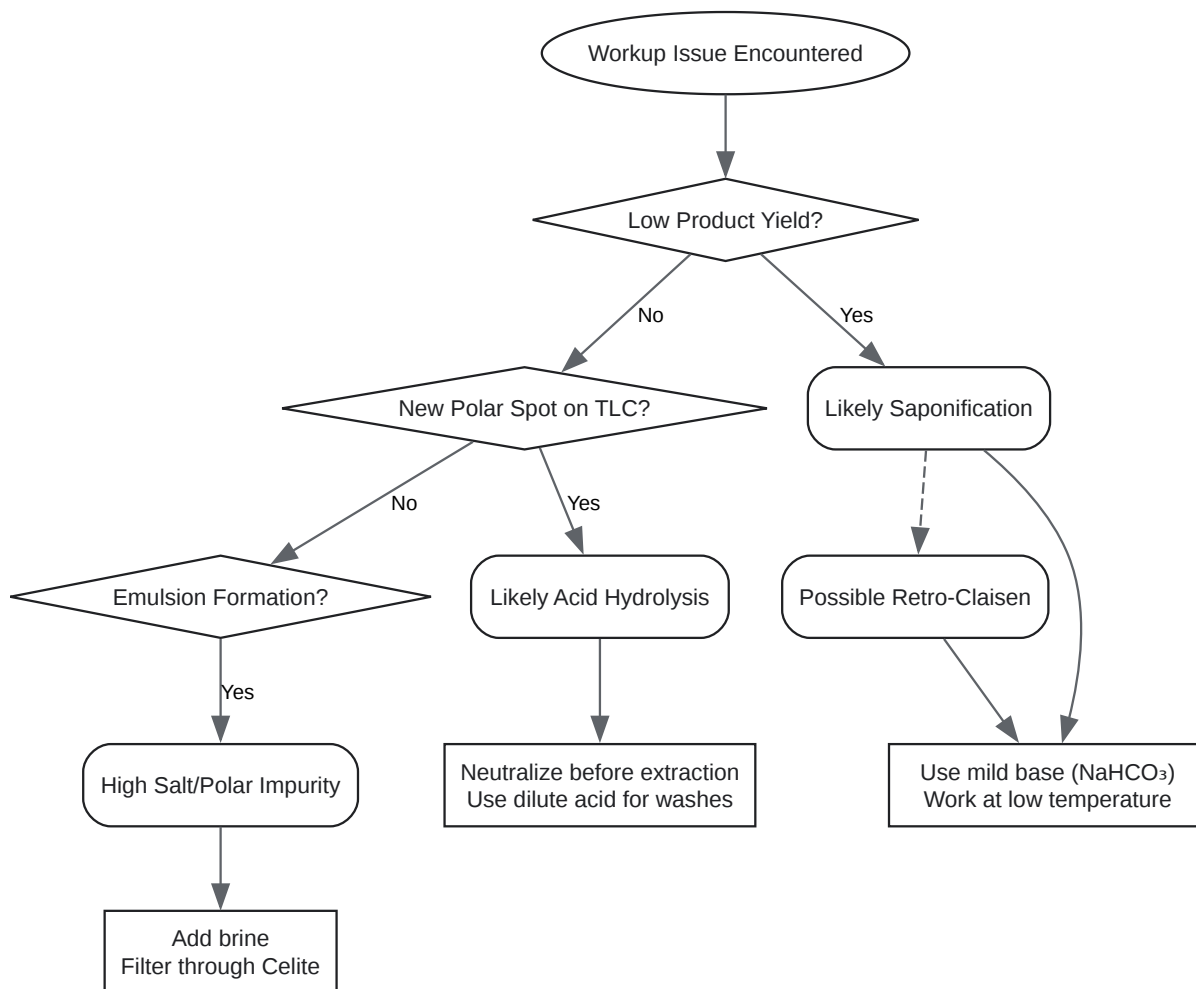 Workup Issue Encountered
Low Product Yield?
No
Yes
New Polar Spot on TLC?
Likely Saponification
No
Yes
Emulsion Formation?
Likely Acid Hydrolysis
Possible Retro-Claisen
Yes
High Salt/Polar Impurity
Neutralize before extraction
Use dilute acid for washes
Use mild base (NaHCO₃)
Work at low temperature
Add brine
Filter through Celite